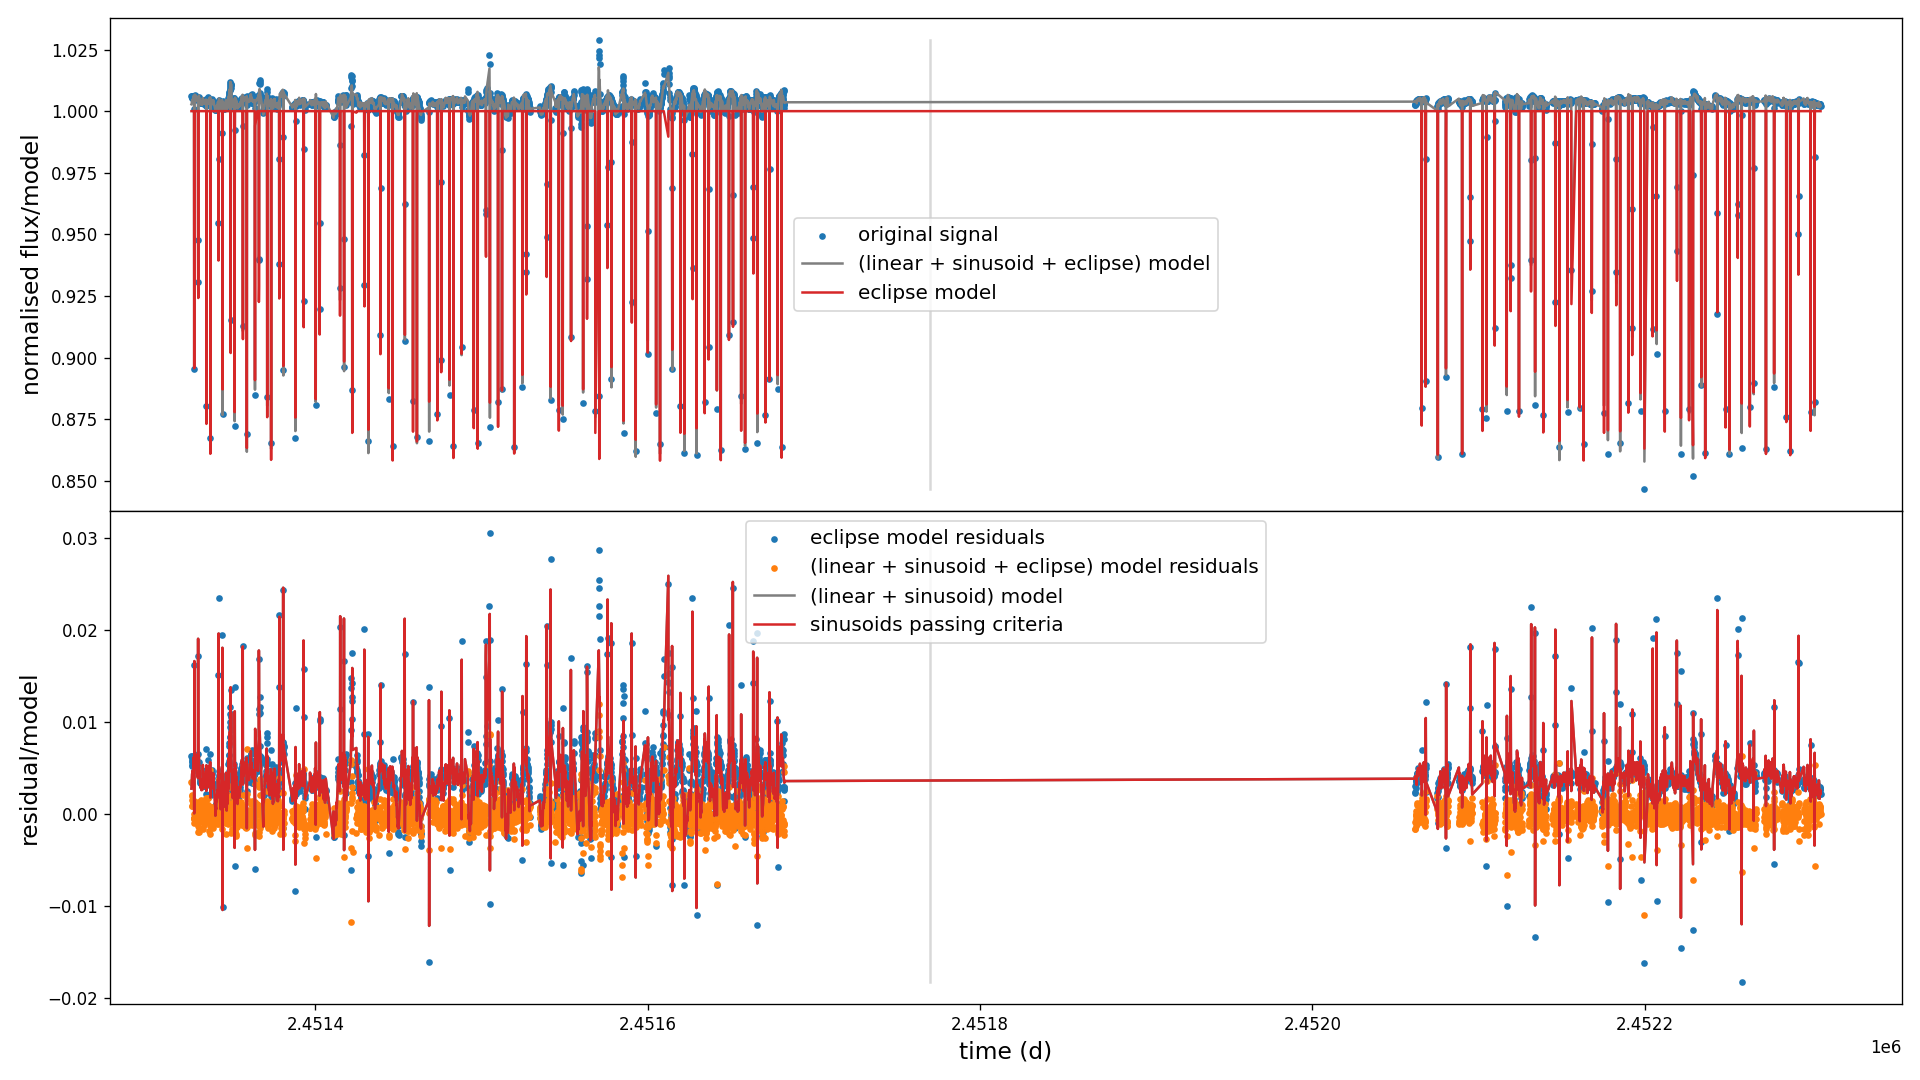 normalised flux/model
1.025
1.000
0.975
0.950
0.925
0.900
0.875
0.850
original signal
(linear + sinusoid + eclipse) model
eclipse model
residual/model
0.03
0.02
0.01
0.00
−0.01
−0.02
eclipse model residuals
(linear + sinusoid + eclipse) model residuals
(linear + sinusoid) model
sinusoids passing criteria
2.4514
2.4516
2.4518
2.4520
2.4522
1e6
time (d)